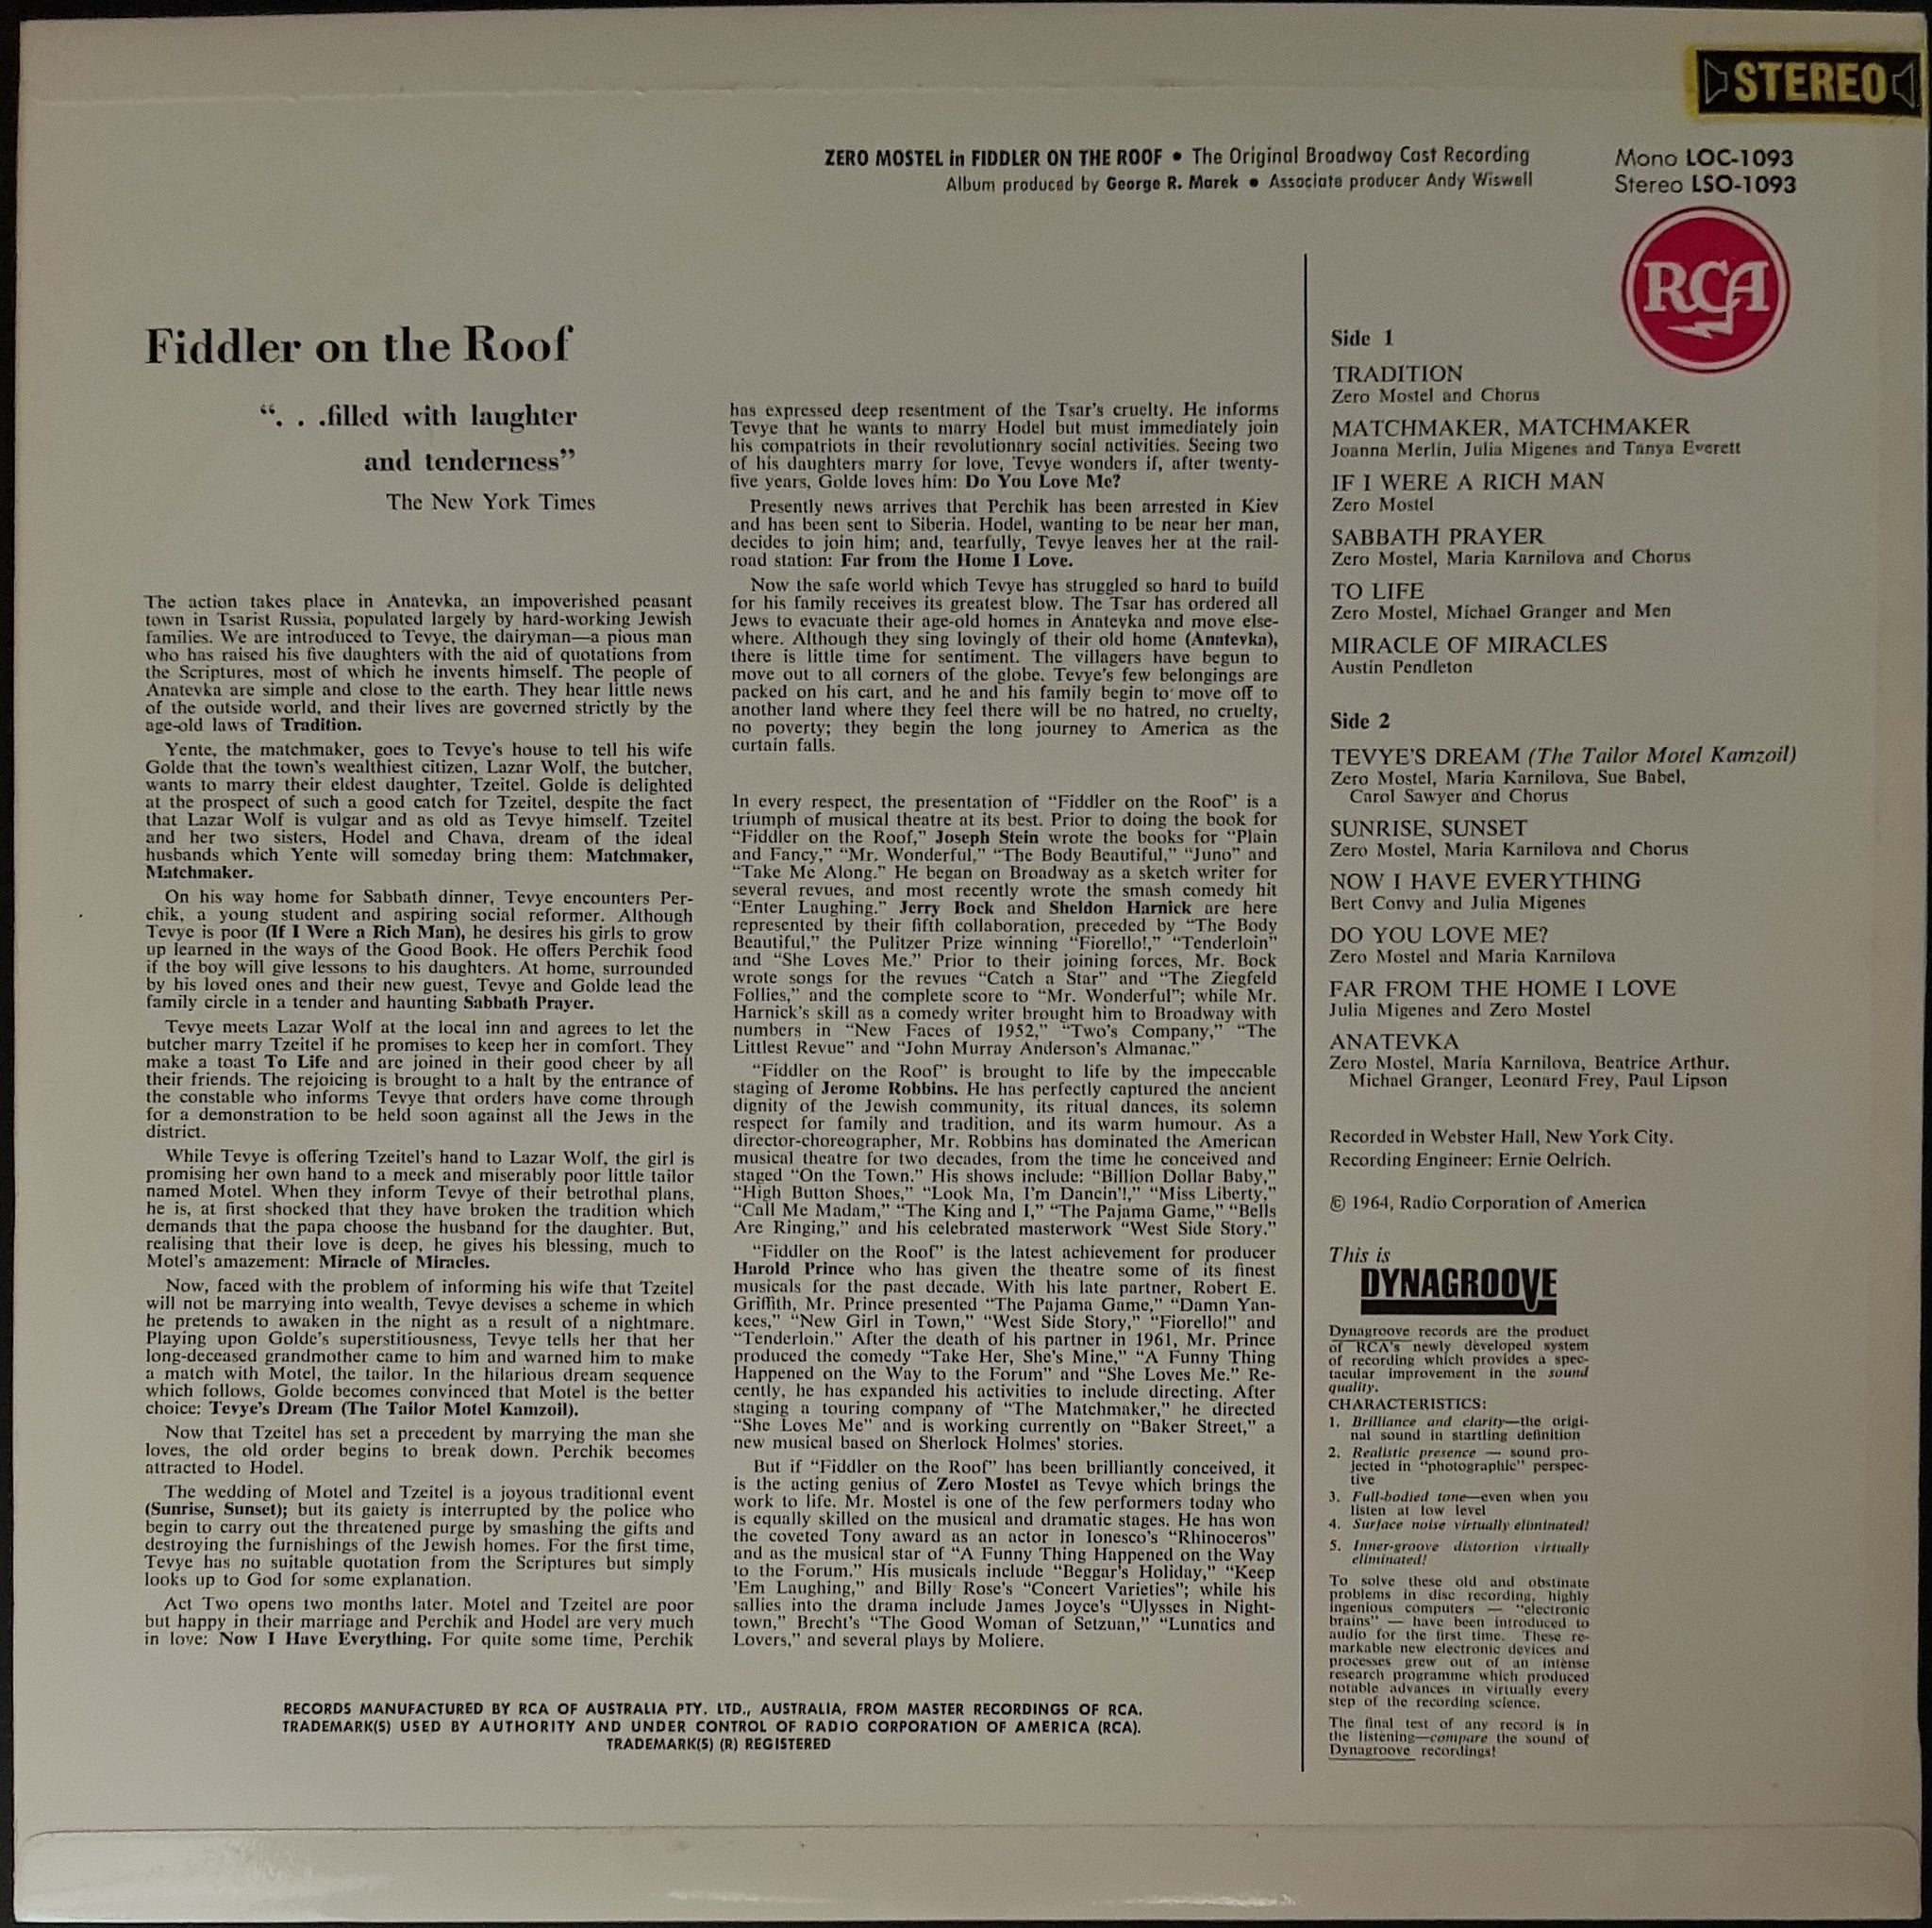 STEREO
ZERO MOSTEL in FIDDLER ON THE ROOF • The Original Broadway Cast Recording
Album produced by George R. Marek • Associate producer Andy Wiswell
Mono LOC-1093
Stereo LSO-1093
RCA
Fiddler on the Roof
“. . .filled with laughter
and tenderness”
The New York Times
The action takes place in Anatevka, an impoverished peasant
town in Tsarist Russia, populated largely by hard-working Jewish
families. We are introduced to Tevye, the dairyman—a pious man
who has raised his five daughters with the aid of quotations from
the Scriptures, most of which he invents himself. The people of
Anatevka are simple and close to the earth. They hear little news
of the outside world, and their lives are governed strictly by the
age-old laws of Tradition.
Yente, the matchmaker, goes to Tevye's house to tell his wife
Golde that the town's wealthiest citizen, Lazar Wolf, the butcher,
wants to marry their eldest daughter, Tzeitel. Golde is delighted
at the prospect of such a good catch for Tzeitel, despite the fact
that Lazar Wolf is vulgar and as old as Tevye himself. Tzeitel
and her two sisters, Hodel and Chava, dream of the ideal
husbands which Yente will someday bring them: Matchmaker,
Matchmaker.
On his way home for Sabbath dinner, Tevye encounters Per-
chik, a young student and aspiring social reformer. Although
Tevye is poor (If I Were a Rich Man), he desires his girls to grow
up learned in the ways of the Good Book. He offers Perchik food
if the boy will give lessons to his daughters. At home, surrounded
by his loved ones and their new guest, Tevye and Golde lead the
family circle in a tender and haunting Sabbath Prayer.
Tevye meets Lazar Wolf at the local inn and agrees to let the
butcher marry Tzeitel if he promises to keep her in comfort. They
make a toast To Life and are joined in their good cheer by all
their friends. The rejoicing is brought to a halt by the entrance of
the constable who informs Tevye that orders have come through
for a demonstration to be held soon against all the Jews in the
district.
While Tevye is offering Tzeitel's hand to Lazar Wolf, the girl is
promising her own hand to a meek and miserably poor little tailor
named Motel. When they inform Tevye of their betrothal plans,
he is, at first shocked that they have broken the tradition which
demands that the papa choose the husband for the daughter. But,
realising that their love is deep, he gives his blessing, much to
Motel's amazement: Miracle of Miracles.
Now, faced with the problem of informing his wife that Tzeitel
will not be marrying into wealth, Tevye devises a scheme in which
he pretends to awaken in the night as a result of a nightmare.
Playing upon Golde's superstitiousness, Tevye tells her that her
long-deceased grandmother came to him and warned him to make
a match with Motel, the tailor. In the hilarious dream sequence
which follows, Golde becomes convinced that Motel is the better
choice: Tevye's Dream (The Tailor Motel Kamzoil).
Now that Tzeitel has set a precedent by marrying the man she
loves, the old order begins to break down. Perchik becomes
attracted to Hodel.
The wedding of Motel and Tzeitel is a joyous traditional event
(Sunrise, Sunset); but its gaiety is interrupted by the police who
begin to carry out the threatened purge by smashing the gifts and
destroying the furnishings of the Jewish homes. For the first time,
Tevye has no suitable quotation from the Scriptures but simply
looks up to God for some explanation.
Act Two opens two months later. Motel and Tzeitel are poor
but happy in their marriage and Perchik and Hodel are very much
in love: Now I Have Everything. For quite some time, Perchik
has expressed deep resentment of the Tsar's cruelty. He informs
Tevye that he wants to marry Hodel but must immediately join
his compatriots in their revolutionary social activities. Seeing two
of his daughters marry for love, Tevye wonders if, after twenty-
five years, Golde loves him: Do You Love Me?
Presently news arrives that Perchik has been arrested in Kiev
and has been sent to Siberia. Hodel, wanting to be near her man,
decides to join him; and, tearfully, Tevye leaves her at the rail-
road station: Far from the Home I Love.
Now the safe world which Tevye has struggled so hard to build
for his family receives its greatest blow. The Tsar has ordered all
Jews to evacuate their age-old homes in Anatevka and move else-
where. Although they sing lovingly of their old home (Anatevka),
there is little time for sentiment. The villagers have begun to
move out to all corners of the globe. Tevye's few belongings are
packed on his cart, and he and his family begin to move off to
another land where they feel there will be no hatred, no cruelty,
no poverty; they begin the long journey to America as the
curtain falls.
In every respect, the presentation of “Fiddler on the Roof” is a
triumph of musical theatre at its best. Prior to doing the book for
“Fiddler on the Roof,” Joseph Stein wrote the books for “Plain
and Fancy,” “Mr. Wonderful,” “The Body Beautiful,” “Juno” and
“Take Me Along.” He began on Broadway as a sketch writer for
several revues, and most recently wrote the smash comedy hit
“Enter Laughing.” Jerry Bock and Sheldon Harnick are here
represented by their fifth collaboration, preceded by “The Body
Beautiful,” the Pulitzer Prize winning “Fiorello!,” “Tenderloin”
and “She Loves Me.” Prior to their joining forces, Mr. Bock
wrote songs for the revues “Catch a Star” and “The Ziegfeld
Follies,” and the complete score to “Mr. Wonderful”; while Mr.
Harnick's skill as a comedy writer brought him to Broadway with
numbers in “New Faces of 1952,” “Two's Company,” “The
Littlest Revue” and “John Murray Anderson's Almanac.”
“Fiddler on the Roof” is brought to life by the impeccable
staging of Jerome Robbins. He has perfectly captured the ancient
dignity of the Jewish community, its ritual dances, its solemn
respect for family and tradition, and its warm humour. As a
director-choreographer, Mr. Robbins has dominated the American
musical theatre for two decades, from the time he conceived and
staged “On the Town.” His shows include: “Billion Dollar Baby,”
“High Button Shoes,” “Look Ma, I'm Dancin'!,” “Miss Liberty,”
“Call Me Madam,” “The King and I,” “The Pajama Game,” “Bells
Are Ringing,” and his celebrated masterwork “West Side Story.”
“Fiddler on the Roof” is the latest achievement for producer
Harold Prince who has given the theatre some of its finest
musicals for the past decade. With his late partner, Robert E.
Griffith, Mr. Prince presented “The Pajama Game,” “Damn Yan-
kees,” “New Girl in Town,” “West Side Story,” “Fiorello!” and
“Tenderloin.” After the death of his partner in 1961, Mr. Prince
produced the comedy “Take Her, She's Mine,” “A Funny Thing
Happened on the Way to the Forum” and “She Loves Me.” Re-
cently, he has expanded his activities to include directing. After
staging a touring company of “The Matchmaker,” he directed
“She Loves Me” and is working currently on “Baker Street,” a
new musical based on Sherlock Holmes' stories.
But if “Fiddler on the Roof” has been brilliantly conceived, it
is the acting genius of Zero Mostel as Tevye which brings the
work to life. Mr. Mostel is one of the few performers today who
is equally skilled on the musical and dramatic stages. He has won
the coveted Tony award as an actor in Ionesco's “Rhinoceros”
and as the musical star of “A Funny Thing Happened on the Way
to the Forum.” His musicals include “Beggar's Holiday,” “Keep
'Em Laughing,” and Billy Rose's “Concert Varieties”; while his
sallies into the drama include James Joyce's “Ulysses in Night-
town,” Brecht's “The Good Woman of Setzuan,” “Lunatics and
Lovers,” and several plays by Moliere.
Side 1
TRADITION
Zero Mostel and Chorus
MATCHMAKER, MATCHMAKER
Joanna Merlin, Julia Migenes and Tanya Everett
IF I WERE A RICH MAN
Zero Mostel
SABBATH PRAYER
Zero Mostel, Maria Karnilova and Chorus
TO LIFE
Zero Mostel, Michael Granger and Men
MIRACLE OF MIRACLES
Austin Pendleton
Side 2
TEVYE'S DREAM (The Tailor Motel Kamzoil)
Zero Mostel, Maria Karnilova, Sue Babel,
Carol Sawyer and Chorus
SUNRISE, SUNSET
Zero Mostel, Maria Karnilova and Chorus
NOW I HAVE EVERYTHING
Bert Convy and Julia Migenes
DO YOU LOVE ME?
Zero Mostel and Maria Karnilova
FAR FROM THE HOME I LOVE
Julia Migenes and Zero Mostel
ANATEVKA
Zero Mostel, Maria Karnilova, Beatrice Arthur,
Michael Granger, Leonard Frey, Paul Lipson
Recorded in Webster Hall, New York City.
Recording Engineer: Ernie Oelrich.
© 1964, Radio Corporation of America
This is
DYNAGROOVE
Dynagroove records are the product
of RCA's newly developed system
of recording which provides a spec-
tacular improvement in the sound
quality.
CHARACTERISTICS:
1. Brilliance and clarity—the origi-
nal sound in startling definition
2. Realistic presence — sound pro-
jected in “photographic” perspec-
tive
3. Full-bodied tone—even when you
listen at low level
4. Surface noise virtually eliminated!
5. Inner-groove distortion virtually
eliminated!
To solve these old and obstinate
problems in disc recording, highly
ingenious computers — “electronic
brains” — have been introduced to
audio for the first time. These re-
markable new electronic devices and
processes grew out of an intense
research programme which produced
notable advances in virtually every
step of the recording science.
The final test of any record is in
the listening—compare the sound of
Dynagroove recordings!
RECORDS MANUFACTURED BY RCA OF AUSTRALIA PTY. LTD., AUSTRALIA, FROM MASTER RECORDINGS OF RCA.
TRADEMARK(S) USED BY AUTHORITY AND UNDER CONTROL OF RADIO CORPORATION OF AMERICA (RCA).
TRADEMARK(S) (R) REGISTERED